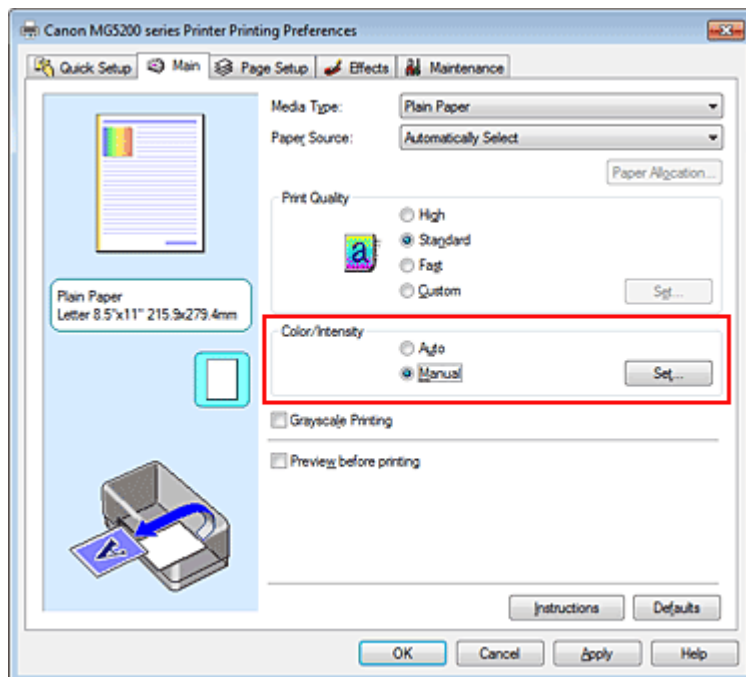 Canon MG5200 series Printer Printing Preferences
Quick Setup Main Page Setup Effects Maintenance
Media Type: Plain Paper
Paper Source: Automatically Select
Paper Allocation...
Print Quality
High
a Standard
Fast
Custom Set...
Plain Paper
Letter 8.5"x11" 215.9x279.4mm
Color/Intensity
Auto
Manual Set...
Grayscale Printing
Preview before printing
A
Instructions Defaults
OK Cancel Apply Help